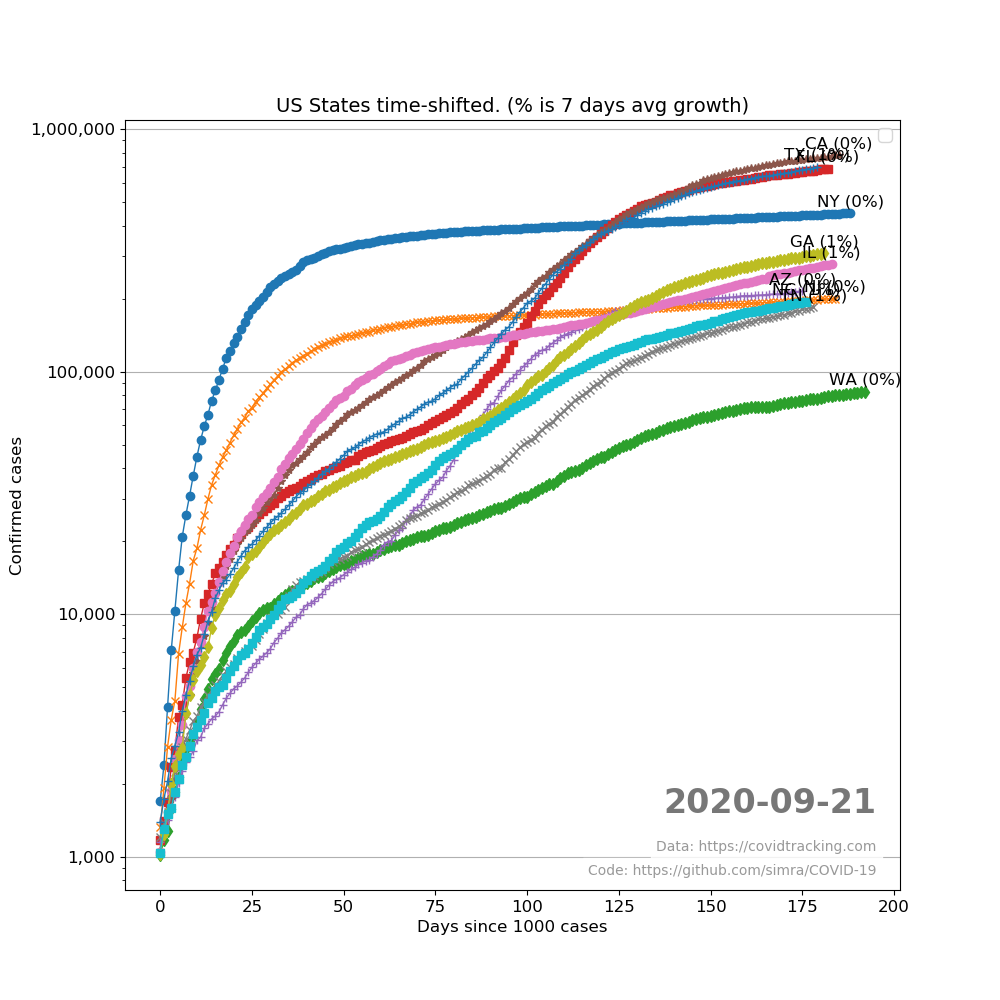 US States time-shifted. (% is 7 days avg growth)
1,000,000
100,000
10,000
1,000
Confirmed cases
CA (0%)
NY (0%)
GA (1%)
IL (1%)
AZ (0%)
TN (1%)
WA (0%)
2020-09-21
Data: https://covidtracking.com
Code: https://github.com/simra/COVID-19
0 25 50 75 100 125 150 175 200
Days since 1000 cases